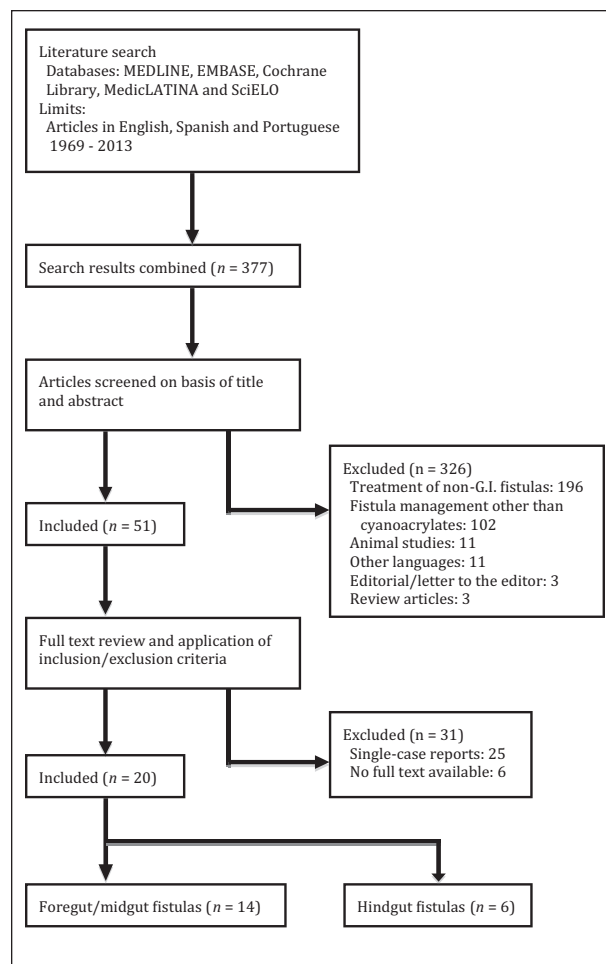 Literature search
Databases: MEDLINE, EMBASE, Cochrane
Library, MedicLATINA and SciELO
Limits:
Articles in English, Spanish and Portuguese
1969 - 2013
Search results combined (n = 377)
Articles screened on basis of title
and abstract
Excluded (n = 326)
Treatment of non-G.I. fistulas: 196
Fistula management other than
cyanoacrylates: 102
Animal studies: 11
Other languages: 11
Editorial/letter to the editor: 3
Review articles: 3
Included (n = 51)
Full text review and application of
inclusion/exclusion criteria
Excluded (n = 31)
Single-case reports: 25
No full text available: 6
Included (n = 20)
Foregut/midgut fistulas (n = 14)
Hindgut fistulas (n = 6)